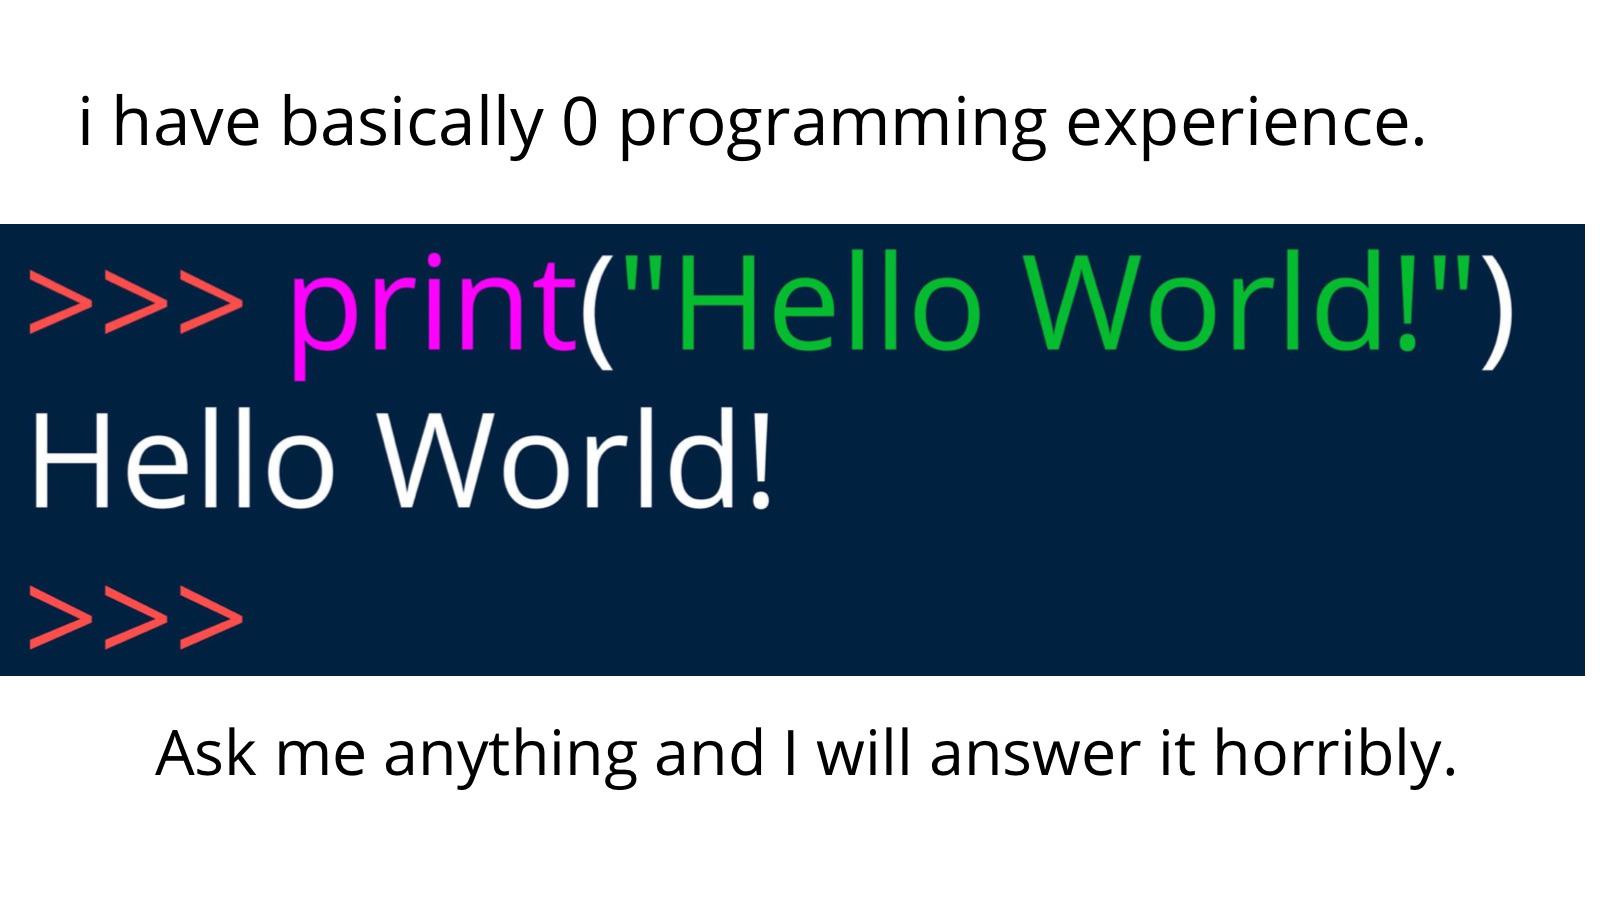 i have basically 0 programming experience.
>>> print("Hello World!")
Hello World!
>>>
Ask me anything and I will answer it horribly.